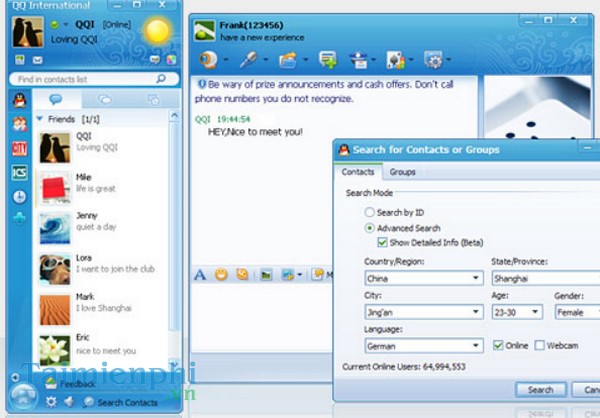 QQ International
QQI [Online]
Loving QQI
Find in contacts list
Friends [1/1]
QQI
Loving QQI
Mile
life is great
Jenny
quiet a day
Lora
I want to join the club
Mark
I love Shanghai
Eric
nice to meet you
Feedback
Search Contacts
CITY
ICS
Frank(123456)
have a new experience
Be wary of prize announcements and cash offers. Don't call
phone numbers you do not recognize.
QQI 19:44:54
HEY,Nice to meet you!
A
M
Search for Contacts or Groups
Contacts Groups
Search Mode
Search by ID
Advanced Search
Show Detailed Info (Beta)
Country/Region: State/Province:
China Shanghai
City: Age: Gender:
Jing'an 23-30 Female
Language:
German Online Webcam
Current Online Users: 64,994,553
Search Can
Taimienphi
.vn